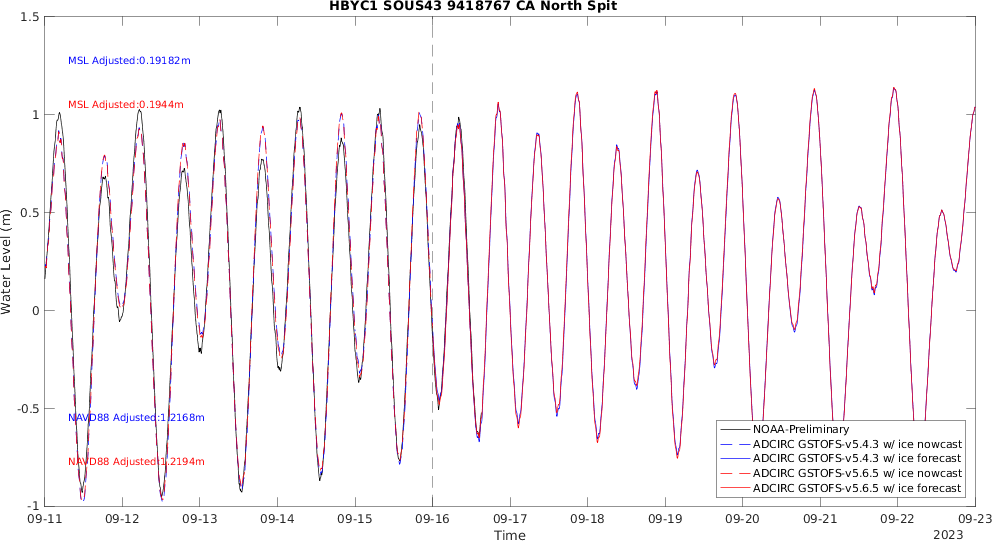 HBYC1 SOUS43 9418767 CA North Spit
1.5
1
0.5
0
-0.5
-1
Water Level (m)
MSL Adjusted:0.19182m
MSL Adjusted:0.1944m
NAVD88 Adjusted:1.2168m
NAVD88 Adjusted:1.2194m
NOAA-Preliminary
ADCIRC GSTOFS-v5.4.3 w/ ice nowcast
ADCIRC GSTOFS-v5.4.3 w/ ice forecast
ADCIRC GSTOFS-v5.6.5 w/ ice nowcast
ADCIRC GSTOFS-v5.6.5 w/ ice forecast
09-11 09-12 09-13 09-14 09-15 09-16 09-17 09-18 09-19 09-20 09-21 09-22 09-23
Time
2023